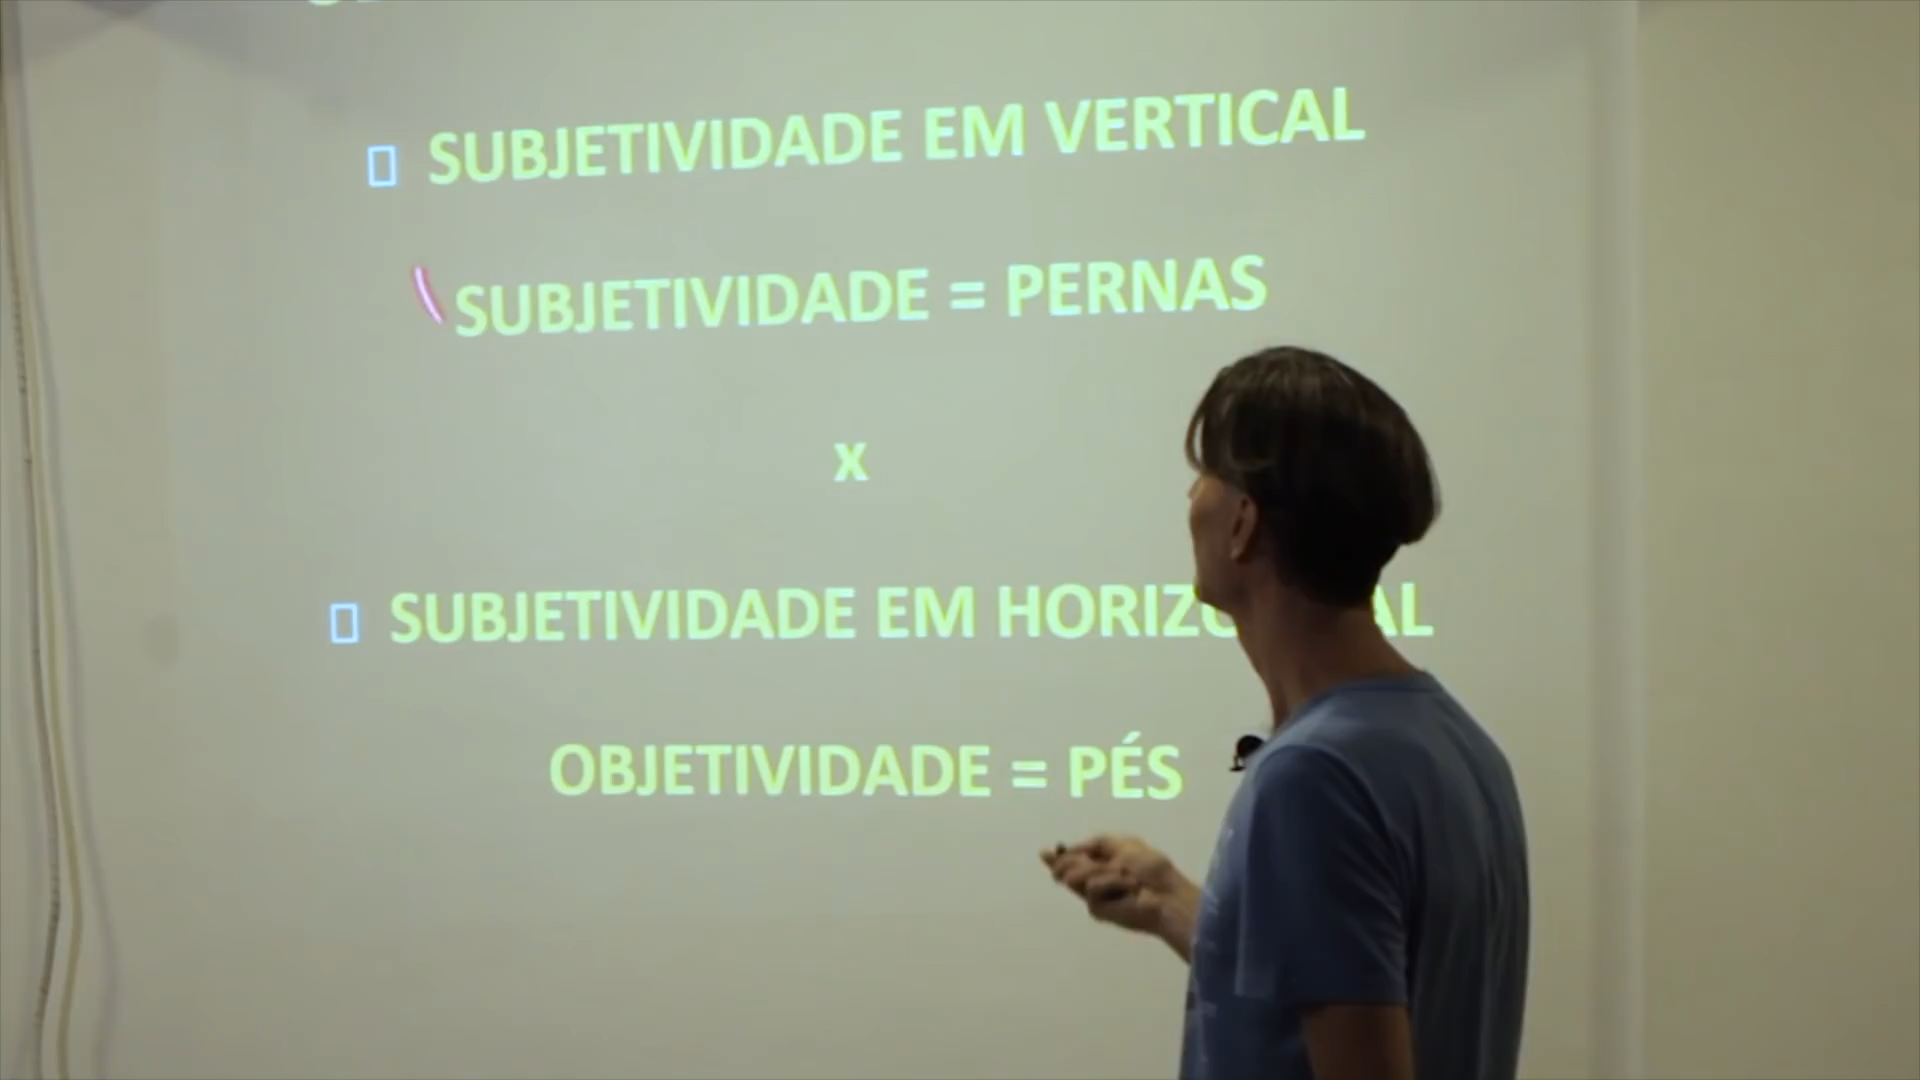 SUBJETIVIDADE EM VERTICAL
SUBJETIVIDADE = PERNAS
X
SUBJETIVIDADE EM
OBJETIVIDADE = PÉS